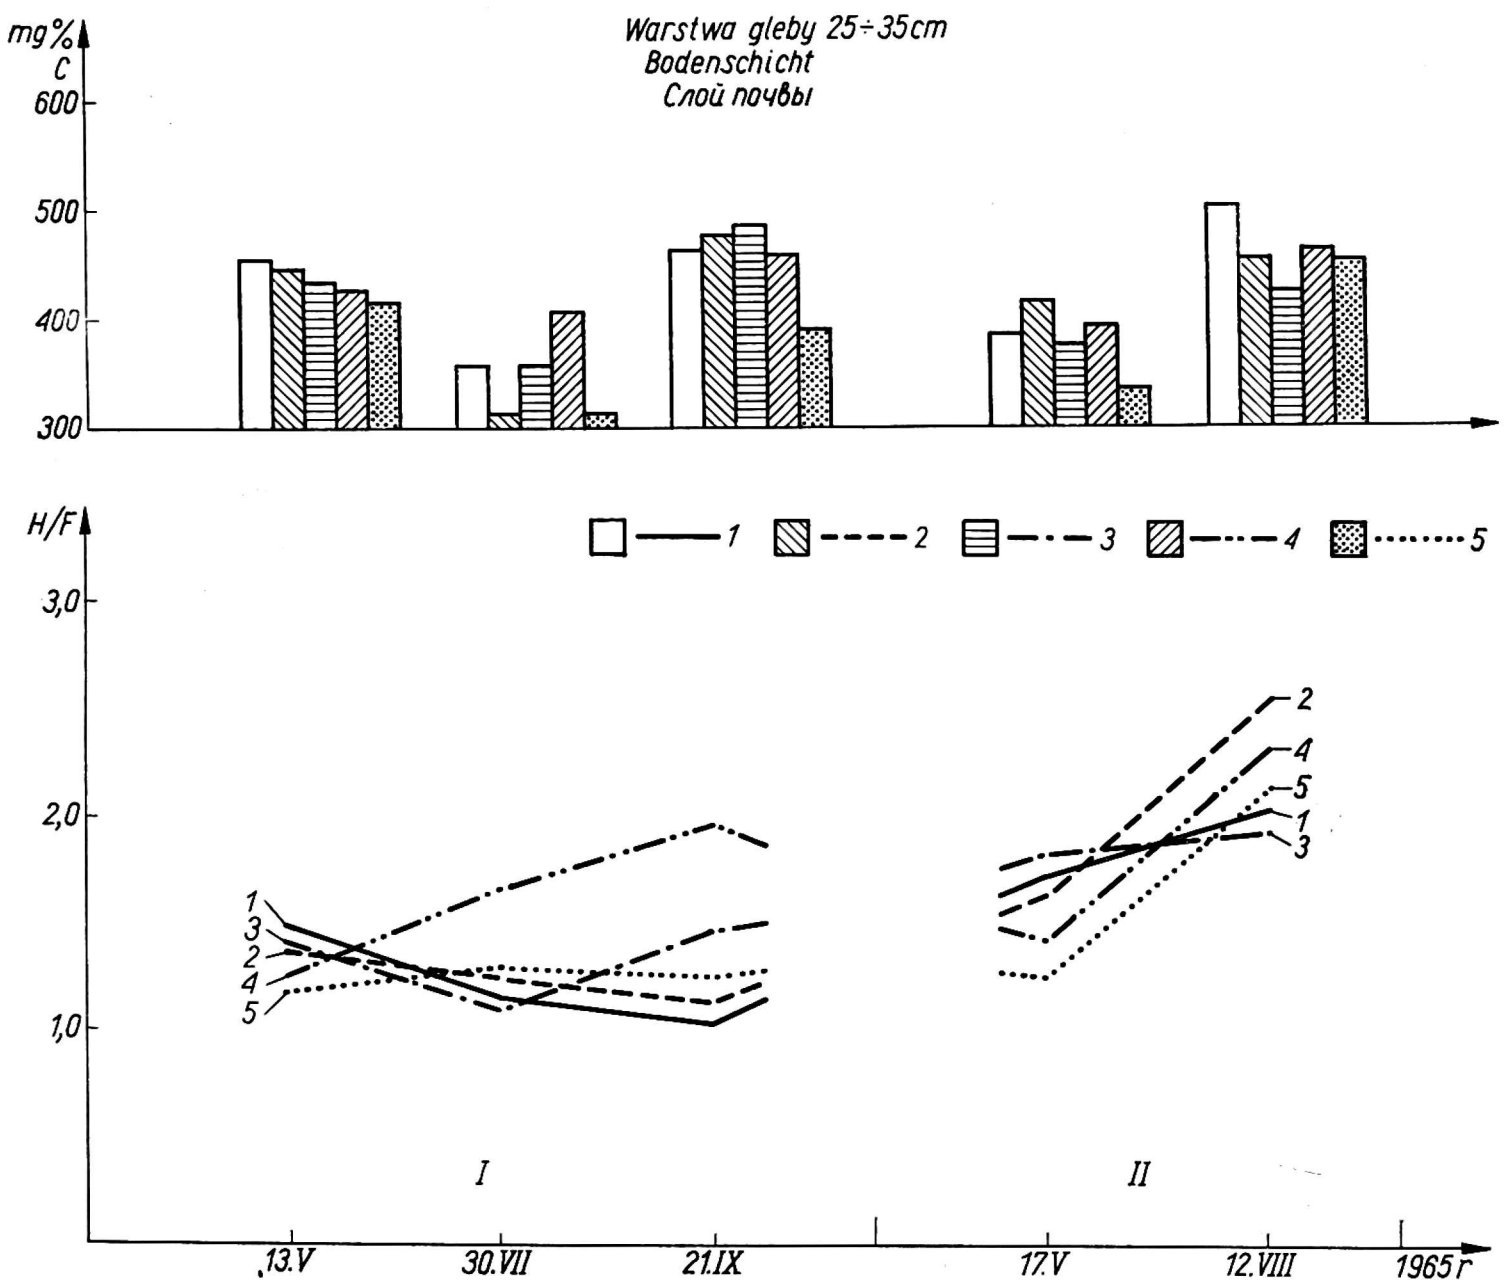 mg%
C
Warstwa gleby 25÷35cm
Bodenschicht
Слой почвы
600
500
400
300
H/F
1 2 3 4 5
3,0
2,0
1,0
1
3
2
4
5
2
4
5
1
3
I II
13.V 30.VII 21.IX 17.V 12.VIII 1965 r